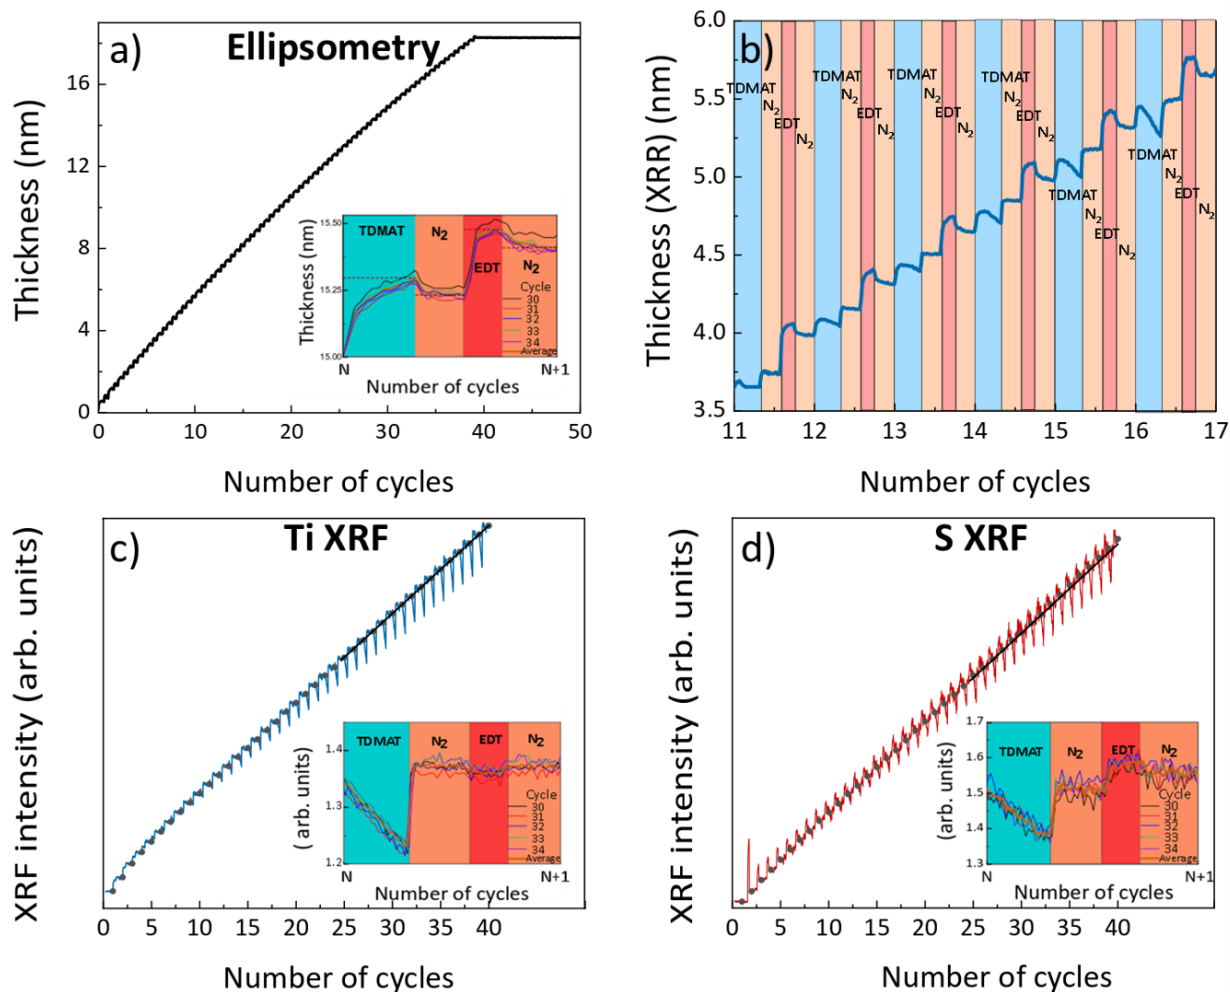 a)
Ellipsometry
Thickness (nm)
16
12
8
4
0
0 10 20 30 40 50
Number of cycles
Thickness (nm)
15.50
15.25
15.00
TDMAT N2 EDT N2
Cycle
30
31
32
33
34
Average
N N+1
Number of cycles
b)
Thickness (XRR) (nm)
6.0
5.5
5.0
4.5
4.0
3.5
TDMAT N2 EDT N2
TDMAT N2 EDT N2
TDMAT N2 EDT N2
TDMAT N2 EDT N2
TDMAT N2 EDT N2
TDMAT N2 EDT N2
11 12 13 14 15 16 17
Number of cycles
c)
Ti XRF
XRF intensity (arb. units)
0 5 10 15 20 25 30 35 40
Number of cycles
( arb. units)
1.4
1.3
1.2
TDMAT N2 EDT N2
Cycle
30
31
32
33
34
Average
N N+1
Number of cycles
d)
S XRF
XRF intensity (arb. units)
0 5 10 15 20 25 30 35 40
Number of cycles
(arb. units)
1.7
1.6
1.5
1.4
1.3
TDMAT N2 EDT N2
Cycle
30
31
32
33
34
Average
N N+1
Number of cycles